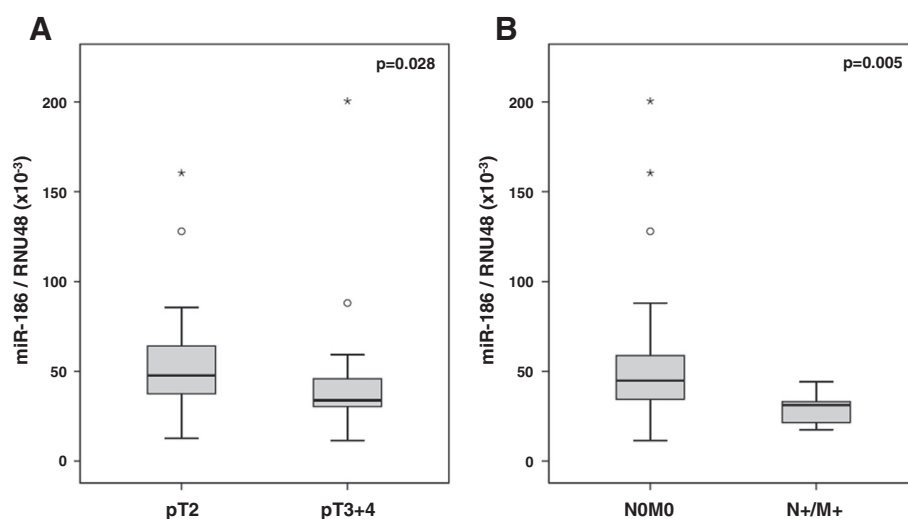 A
B
p=0.028
p=0.005
miR-186 / RNU48 (x10⁻³)
200
150
100
50
0
pT2
pT3+4
miR-186 / RNU48 (x10⁻³)
200
150
100
50
0
N0M0
N+/M+